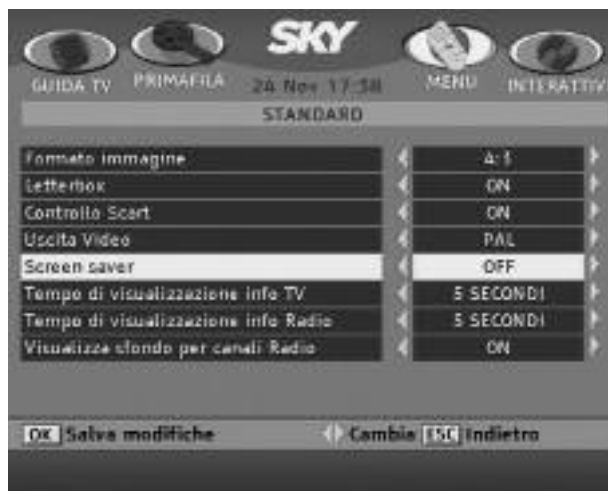 SKY
GUIDA TV PRIMAFILA 24 Nov 17:38 MENU INTERATTIVI
STANDARD
Formato immagine 4:3
Letterbox ON
Controllo Scart ON
Uscita Video PAL
Screen saver OFF
Tempo di visualizzazione info TV 5 SECONDI
Tempo di visualizzazione info Radio 5 SECONDI
Visualizza sfondo per canali Radio ON
OK Salva modifiche Cambia ESC Indietro